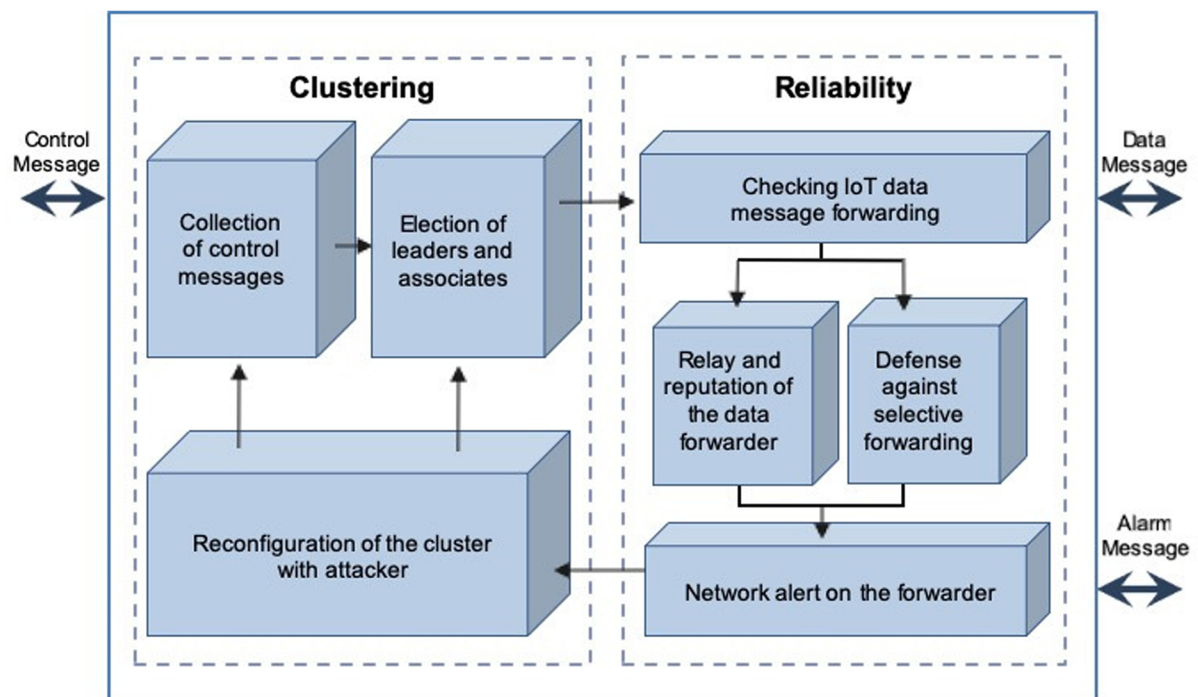 Clustering
Reliability
Control
Message
Data
Message
Collection
of control
messages
Election of
leaders and
associates
Checking IoT data
message forwarding
Relay and
reputation of
the data
forwarder
Defense
against
selective
forwarding
Reconfiguration of the cluster
with attacker
Network alert on the forwarder
Alarm
Message